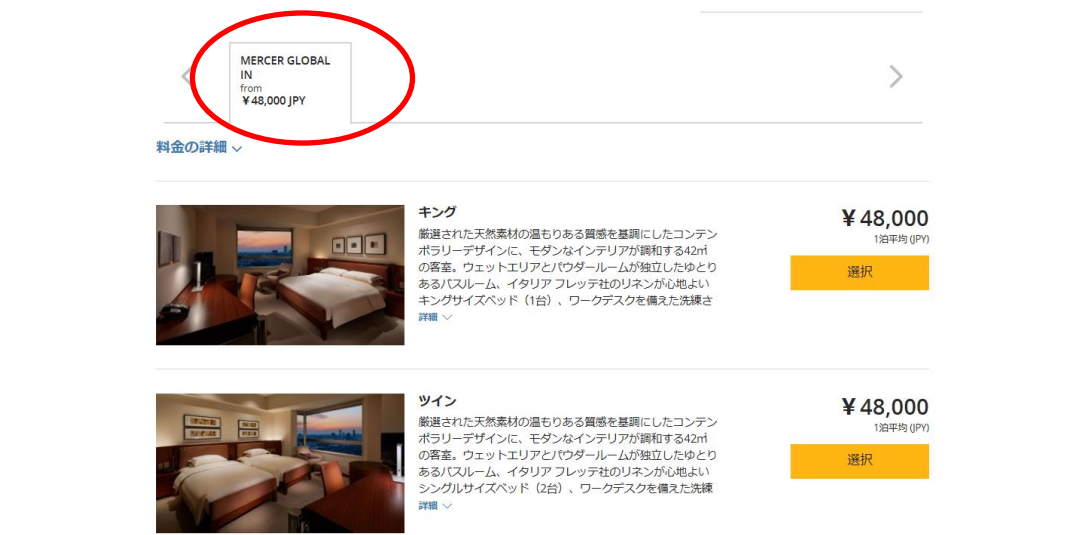 MERCER GLOBAL
IN
from
￥48,000 JPY
料金の詳細
キング
厳選された天然素材の温もりある質感を基調にしたコンテン
ポラリーデザインに、モダンなインテリアが調和する42㎡
の客室。ウェットエリアとパウダールームが独立したゆとり
あるバスルーム、イタリア フレッテ社のリネンが心地よい
キングサイズベッド（1台）、ワークデスクを備えた洗練さ
詳細
￥48,000
1泊平均 (JPY)
選択
ツイン
厳選された天然素材の温もりある質感を基調にしたコンテン
ポラリーデザインに、モダンなインテリアが調和する42㎡
の客室。ウェットエリアとパウダールームが独立したゆとり
あるバスルーム、イタリア フレッテ社のリネンが心地よい
シングルサイズベッド（2台）、ワークデスクを備えた洗練
詳細
￥48,000
1泊平均 (JPY)
選択